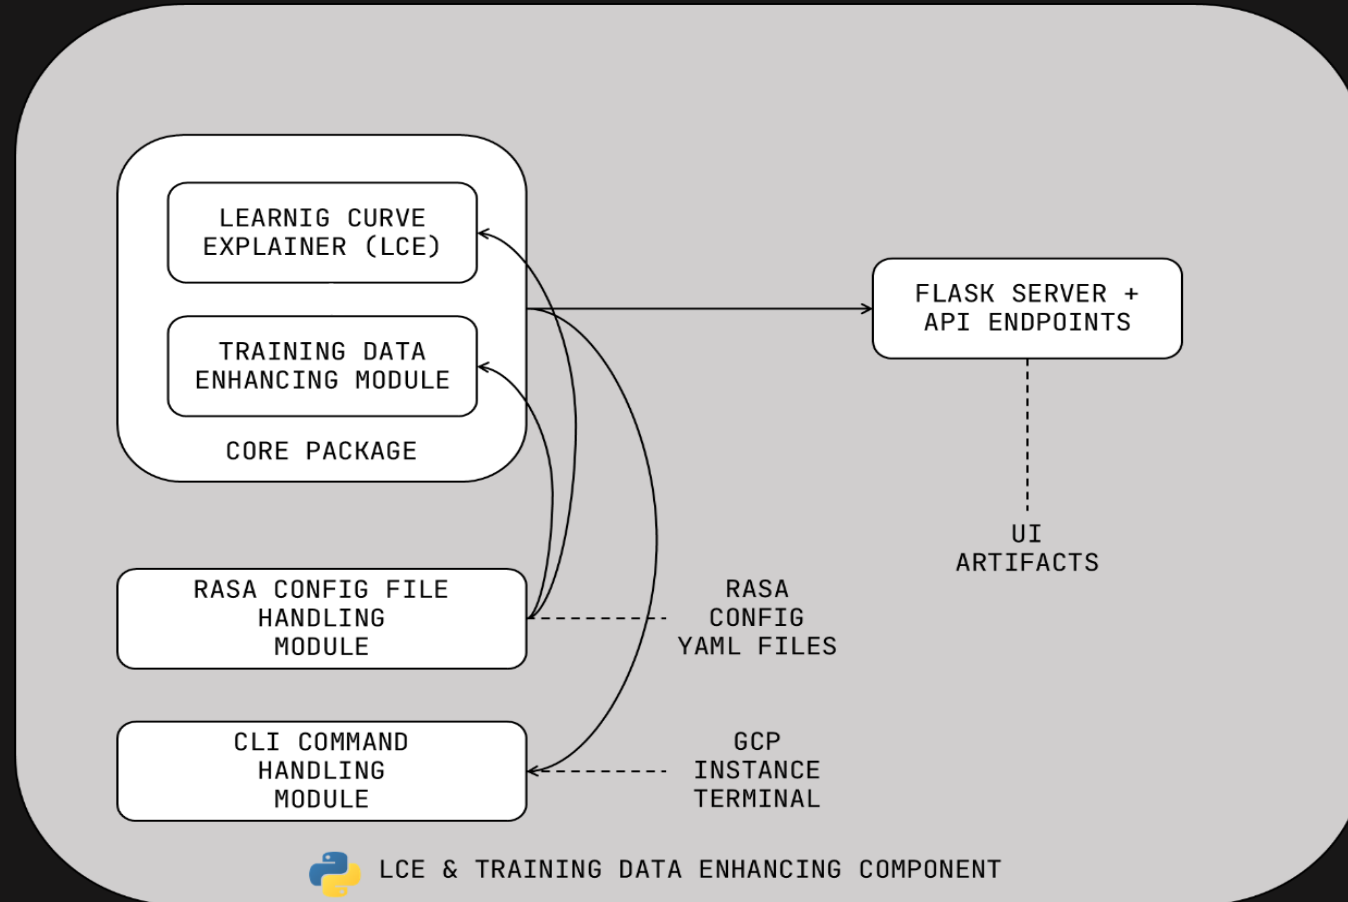 LEARNIG CURVE
EXPLAINER (LCE)
TRAINING DATA
ENHANCING MODULE
CORE PACKAGE
FLASK SERVER +
API ENDPOINTS
UI
ARTIFACTS
RASA CONFIG FILE
HANDLING
MODULE
RASA
CONFIG
YAML FILES
CLI COMMAND
HANDLING
MODULE
GCP
INSTANCE
TERMINAL
LCE & TRAINING DATA ENHANCING COMPONENT